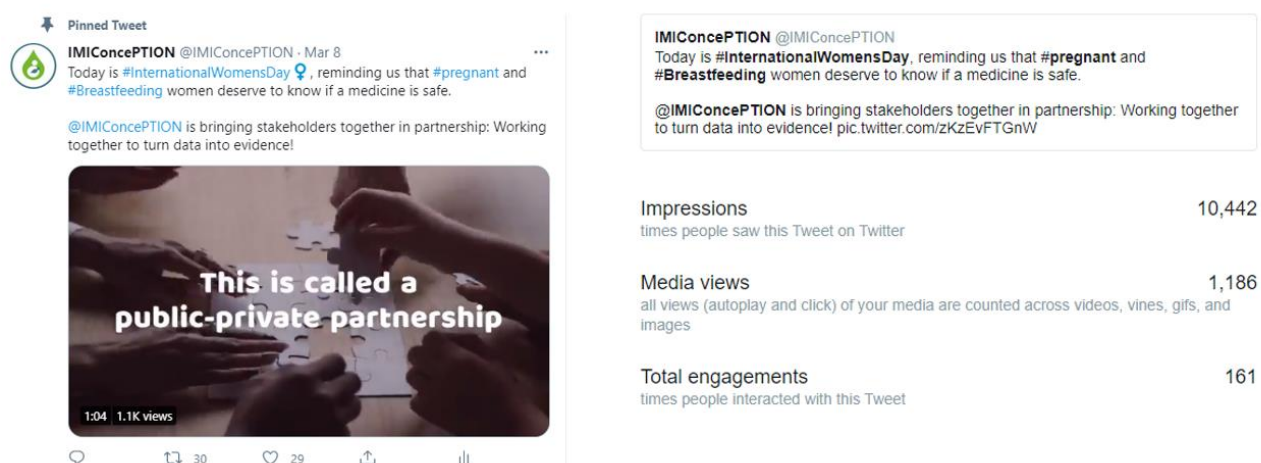 Pinned Tweet
IMIConcePTION @IMIConcePTION · Mar 8
Today is #InternationalWomensDay ♀, reminding us that #pregnant and
#Breastfeeding women deserve to know if a medicine is safe.
@IMIConcePTION is bringing stakeholders together in partnership: Working
together to turn data into evidence!
This is called a
public-private partnership
1:04 1.1K views
30 29
IMIConcePTION @IMIConcePTION
Today is #InternationalWomensDay, reminding us that #pregnant and
#Breastfeeding women deserve to know if a medicine is safe.
@IMIConcePTION is bringing stakeholders together in partnership: Working together
to turn data into evidence! pic.twitter.com/zKzEvFTGnW
Impressions 10,442
times people saw this Tweet on Twitter
Media views 1,186
all views (autoplay and click) of your media are counted across videos, vines, gifs, and
images
Total engagements 161
times people interacted with this Tweet